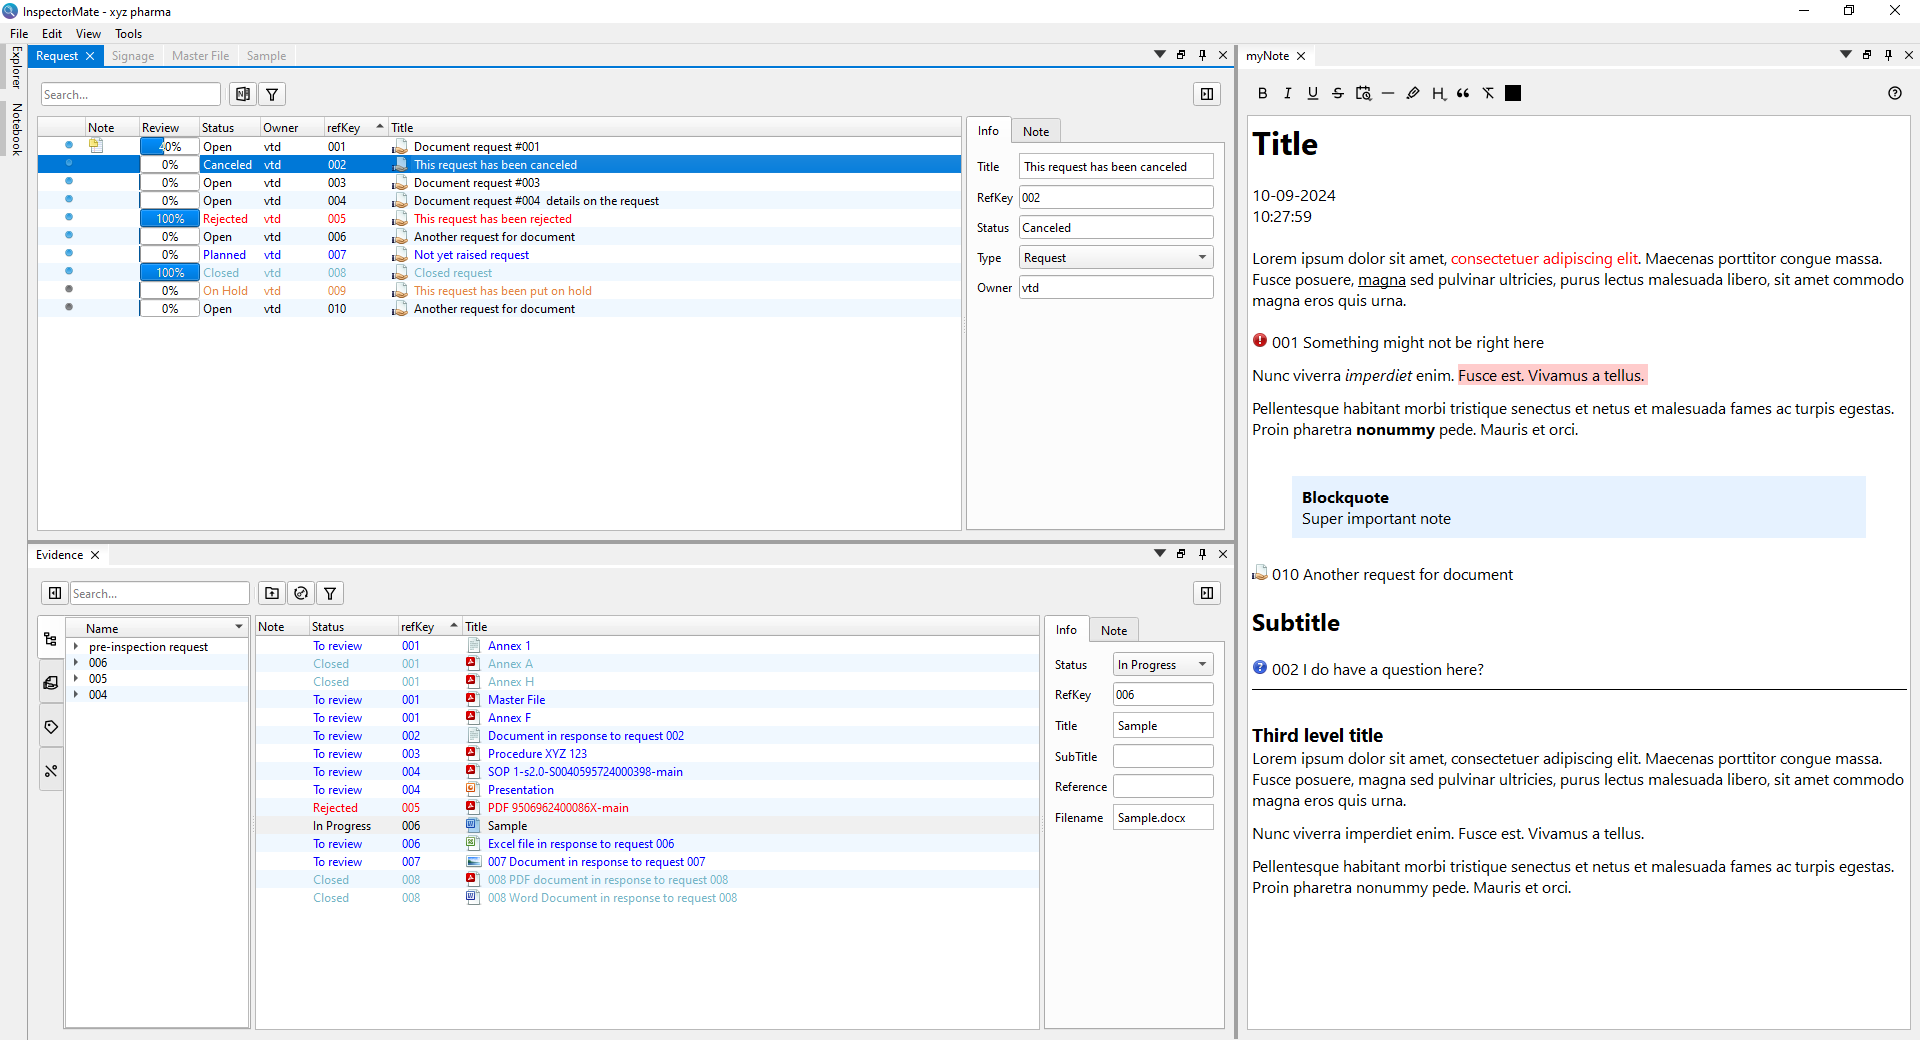 InspectorMate - xyz pharma
File Edit View Tools
Explorer
Notebook
Request Signage Master File Sample
Search...
Note Review Status Owner refKey Title
40% Open vtd 001 Document request #001
0% Canceled vtd 002 This request has been canceled
0% Open vtd 003 Document request #003
0% Open vtd 004 Document request #004 details on the request
100% Rejected vtd 005 This request has been rejected
0% Open vtd 006 Another request for document
0% Planned vtd 007 Not yet raised request
100% Closed vtd 008 Closed request
0% On Hold vtd 009 This request has been put on hold
0% Open vtd 010 Another request for document
Info Note
Title This request has been canceled
RefKey 002
Status Canceled
Type Request
Owner vtd
Evidence
Search...
Name
pre-inspection request
006
005
004
Note Status refKey Title
To review 001 Annex 1
Closed 001 Annex A
Closed 001 Annex H
To review 001 Master File
To review 001 Annex F
To review 002 Document in response to request 002
To review 003 Procedure XYZ 123
To review 004 SOP 1-s2.0-S0040595724000398-main
To review 004 Presentation
Rejected 005 PDF 9506962400086X-main
In Progress 006 Sample
To review 006 Excel file in response to request 006
To review 007 007 Document in response to request 007
Closed 008 008 PDF document in response to request 008
Closed 008 008 Word Document in response to request 008
Info Note
Status In Progress
RefKey 006
Title Sample
SubTitle
Reference
Filename Sample.docx
myNote
B I U S H
Title
10-09-2024
10:27:59
Lorem ipsum dolor sit amet, consectetuer adipiscing elit. Maecenas porttitor congue massa.
Fusce posuere, magna sed pulvinar ultricies, purus lectus malesuada libero, sit amet commodo
magna eros quis urna.
001 Something might not be right here
Nunc viverra imperdiet enim. Fusce est. Vivamus a tellus.
Pellentesque habitant morbi tristique senectus et netus et malesuada fames ac turpis egestas.
Proin pharetra nonummy pede. Mauris et orci.
Blockquote
Super important note
010 Another request for document
Subtitle
002 I do have a question here?
Third level title
Lorem ipsum dolor sit amet, consectetuer adipiscing elit. Maecenas porttitor congue massa.
Fusce posuere, magna sed pulvinar ultricies, purus lectus malesuada libero, sit amet commodo
magna eros quis urna.
Nunc viverra imperdiet enim. Fusce est. Vivamus a tellus.
Pellentesque habitant morbi tristique senectus et netus et malesuada fames ac turpis egestas.
Proin pharetra nonummy pede. Mauris et orci.